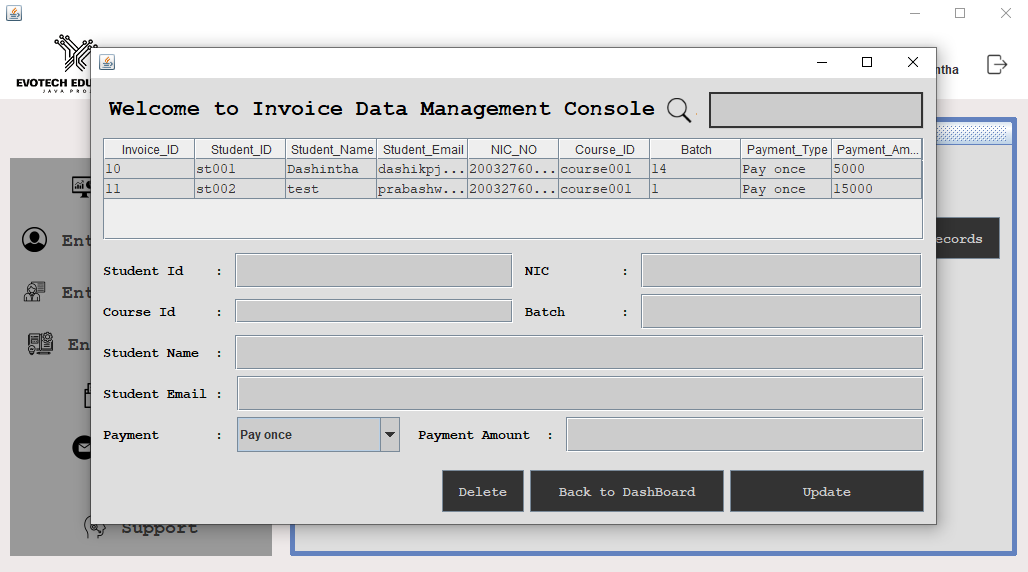 EVOTECH EDU
JAVA PRO
ntha
Welcome to Invoice Data Management Console
Invoice_ID Student_ID Student_Name Student_Email NIC_NO Course_ID Batch Payment_Type Payment_Am...
10 st001 Dashintha dashikpj... 20032760... course001 14 Pay once 5000
11 st002 test prabashw... 20032760... course001 1 Pay once 15000
ecords
Ent
Ent
En
Student Id : NIC :
Course Id : Batch :
Student Name :
Student Email :
Payment : Pay once Payment Amount :
Delete Back to DashBoard Update
Support